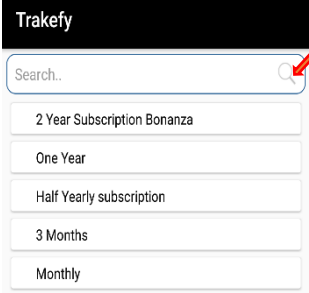 Trakefy
Search..
2 Year Subscription Bonanza
One Year
Half Yearly subscription
3 Months
Monthly